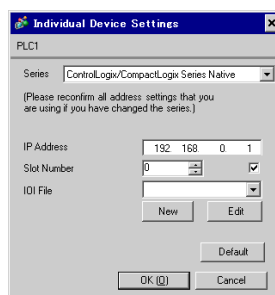 Individual Device Settings
PLC1
Series ControlLogix/CompactLogix Series Native
(Please reconfirm all address settings that you
are using if you have changed the series.)
IP Address 192. 168. 0. 1
Slot Number 0
IOI File
New Edit
Default
OK (O) Cancel